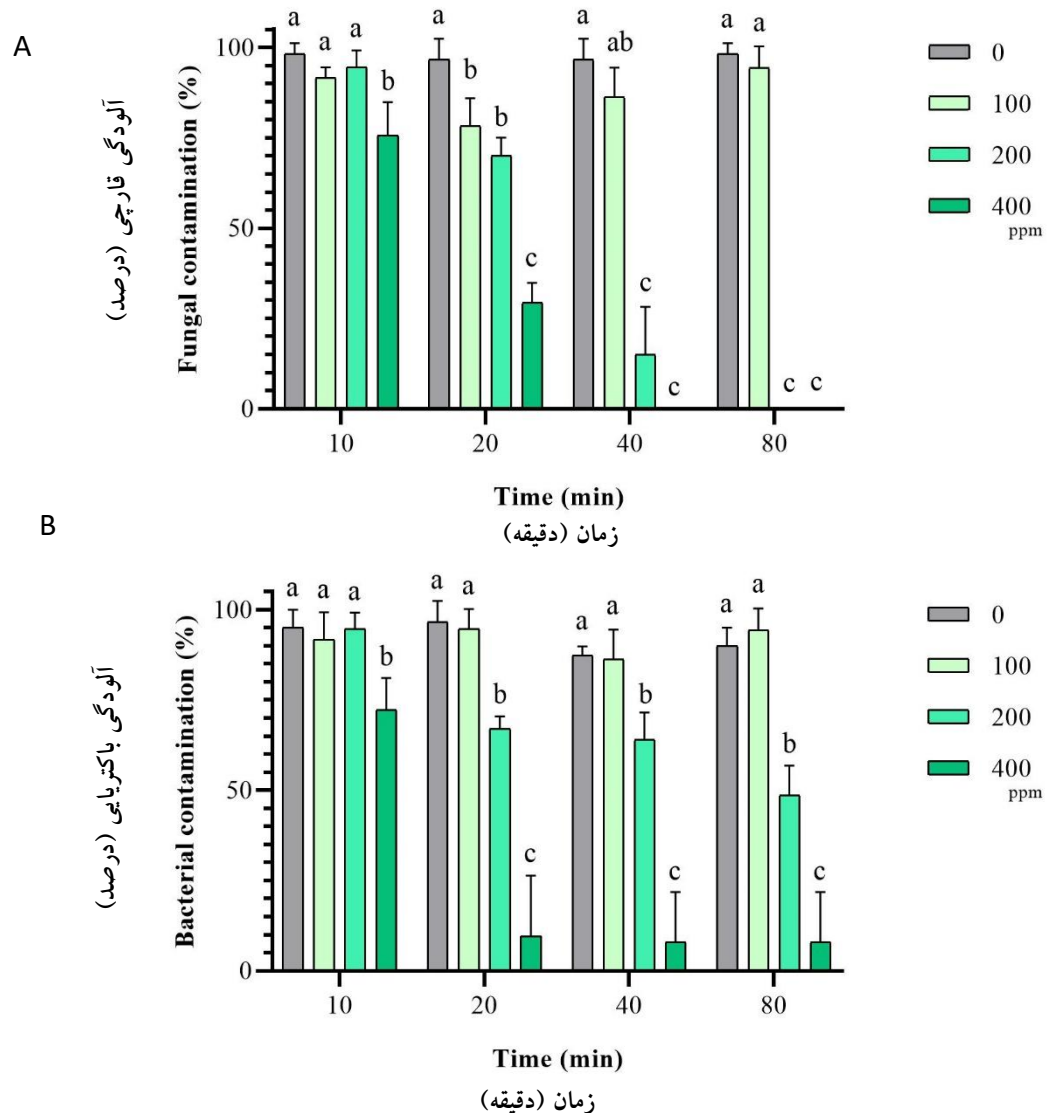 A
آلودگی قارچی (درصد)
Fungal contamination (%)
100
50
0
a a a b
a b b c
a ab c c
a a c c
10 20 40 80
Time (min)
زمان (دقیقه)
0
100
200
400
ppm
B
آلودگی باکتریایی (درصد)
Bacterial contamination (%)
100
50
0
a a a b
a a b c
a a b c
a a b c
10 20 40 80
Time (min)
زمان (دقیقه)
0
100
200
400
ppm